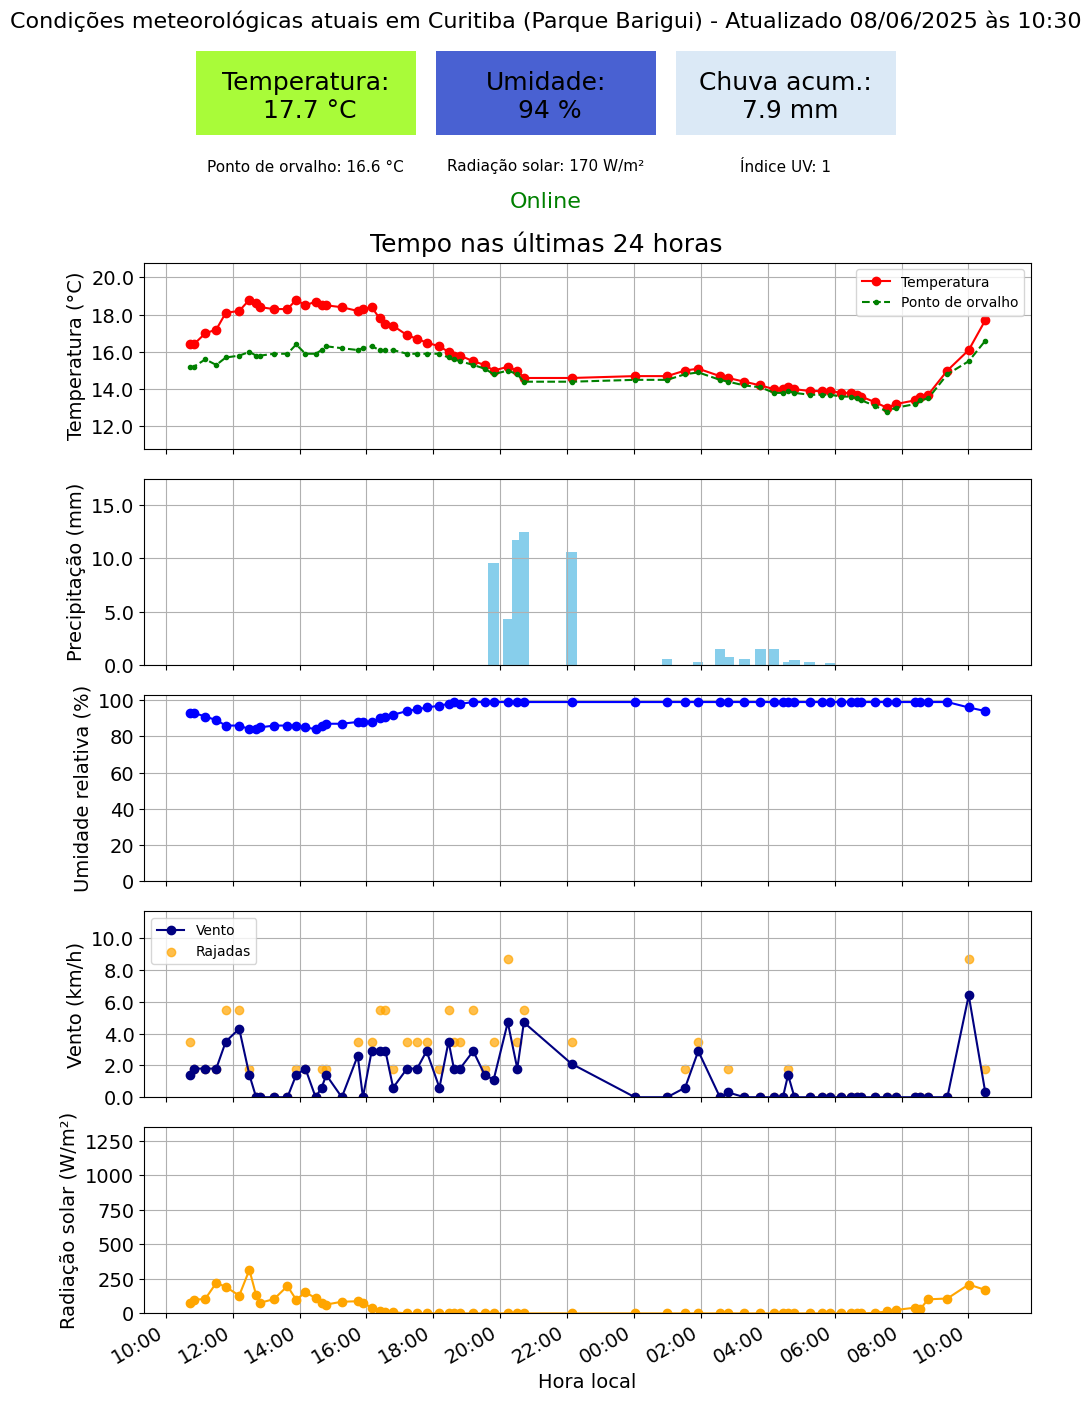 Condições meteorológicas atuais em Curitiba (Parque Barigui) - Atualizado 08/06/2025 às 10:30
Temperatura:
17.7 °C
Umidade:
94 %
Chuva acum.:
7.9 mm
Ponto de orvalho: 16.6 °C
Radiação solar: 170 W/m²
Índice UV: 1
Online
Tempo nas últimas 24 horas
Temperatura (°C)
20.0
18.0
16.0
14.0
12.0
Temperatura
Ponto de orvalho
Precipitação (mm)
15.0
10.0
5.0
0.0
Umidade relativa (%)
100
80
60
40
20
0
Vento (km/h)
10.0
8.0
6.0
4.0
2.0
0.0
Vento
Rajadas
Radiação solar (W/m²)
1250
1000
750
500
250
0
10:00
12:00
14:00
16:00
18:00
20:00
22:00
00:00
02:00
04:00
06:00
08:00
10:00
Hora local